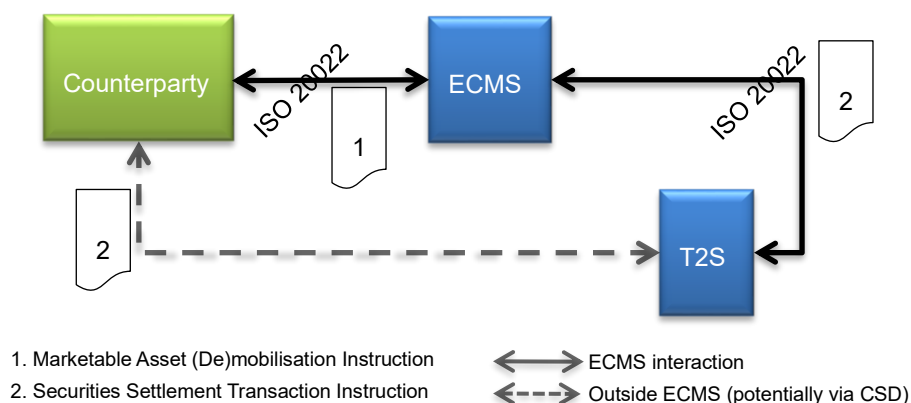 Counterparty
ISO 20022
ECMS
ISO 20022
2
1
2
T2S
1. Marketable Asset (De)mobilisation Instruction
ECMS interaction
2. Securities Settlement Transaction Instruction
Outside ECMS (potentially via CSD)